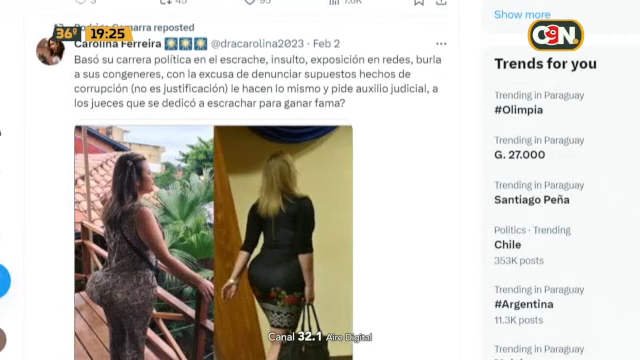 36°
19:25
Rodrigo Gamarra reposted
Carolina Ferreira @dracarolina2023 · Feb 2
Basó su carrera política en el escrache, insulto, exposición en redes, burla
a sus congeneres, con la excusa de denunciar supuestos hechos de
corrupción (no es justificación) le hacen lo mismo y pide auxilio judicial, a
los jueces que se dedicó a escrachar para ganar fama?
Show more
C9N
Trends for you
Trending in Paraguay
#Olimpia
Trending in Paraguay
G. 27.000
Trending in Paraguay
Santiago Peña
Politics · Trending
Chile
353K posts
Trending in Paraguay
#Argentina
11.3K posts
Trending in Paraguay
Canal 32.1 Aire Digital